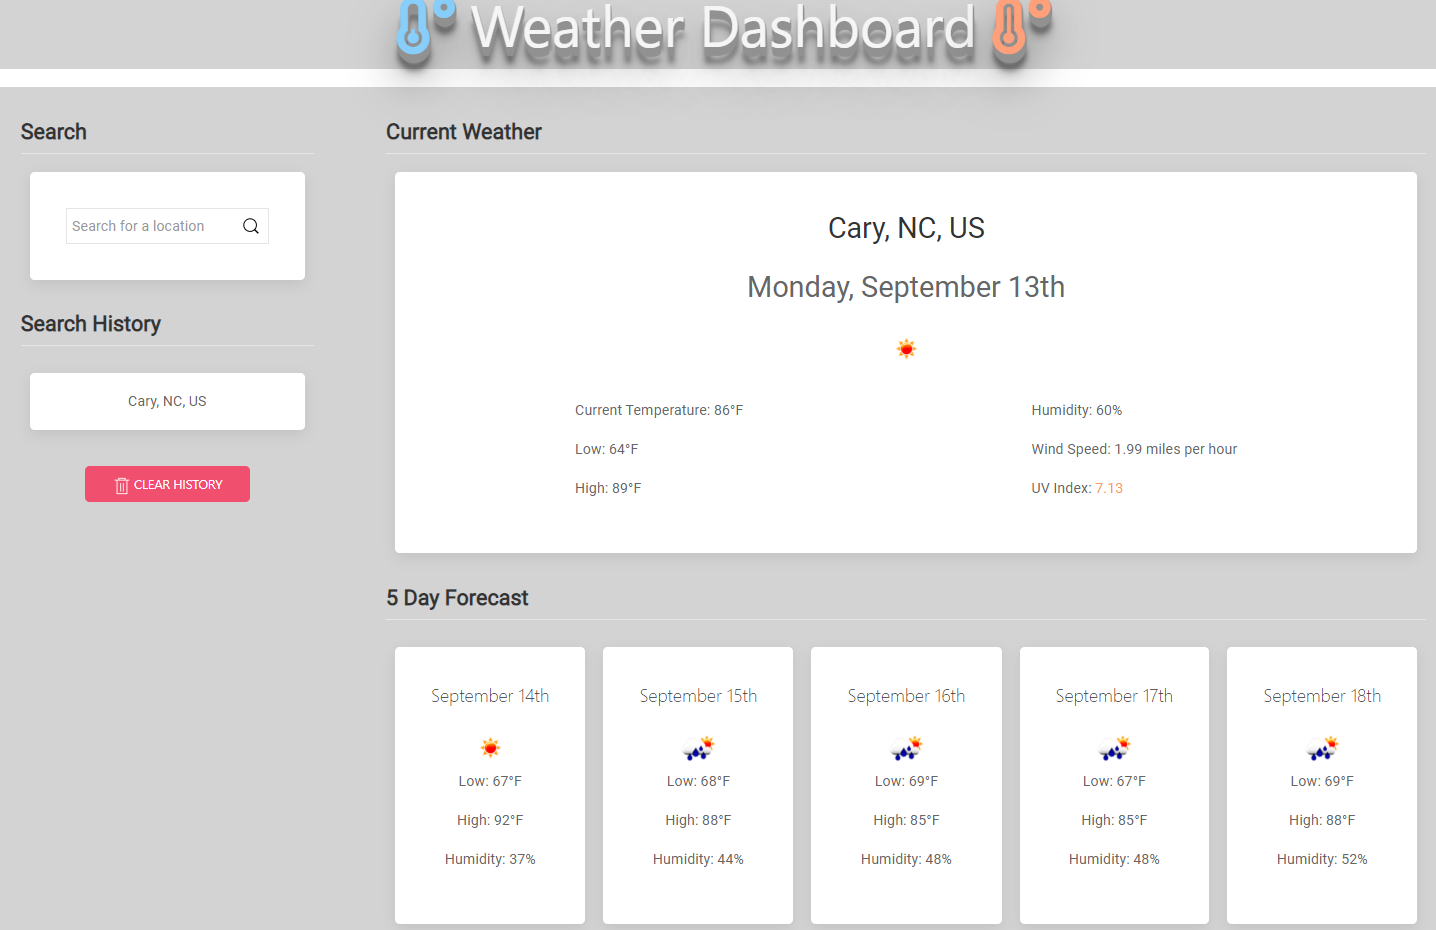 Weather Dashboard
Search
Search for a location
Search History
Cary, NC, US
CLEAR HISTORY
Current Weather
Cary, NC, US
Monday, September 13th
Current Temperature: 86°F
Low: 64°F
High: 89°F
Humidity: 60%
Wind Speed: 1.99 miles per hour
UV Index: 7.13
5 Day Forecast
September 14th
Low: 67°F
High: 92°F
Humidity: 37%
September 15th
Low: 68°F
High: 88°F
Humidity: 44%
September 16th
Low: 69°F
High: 85°F
Humidity: 48%
September 17th
Low: 67°F
High: 85°F
Humidity: 48%
September 18th
Low: 69°F
High: 88°F
Humidity: 52%